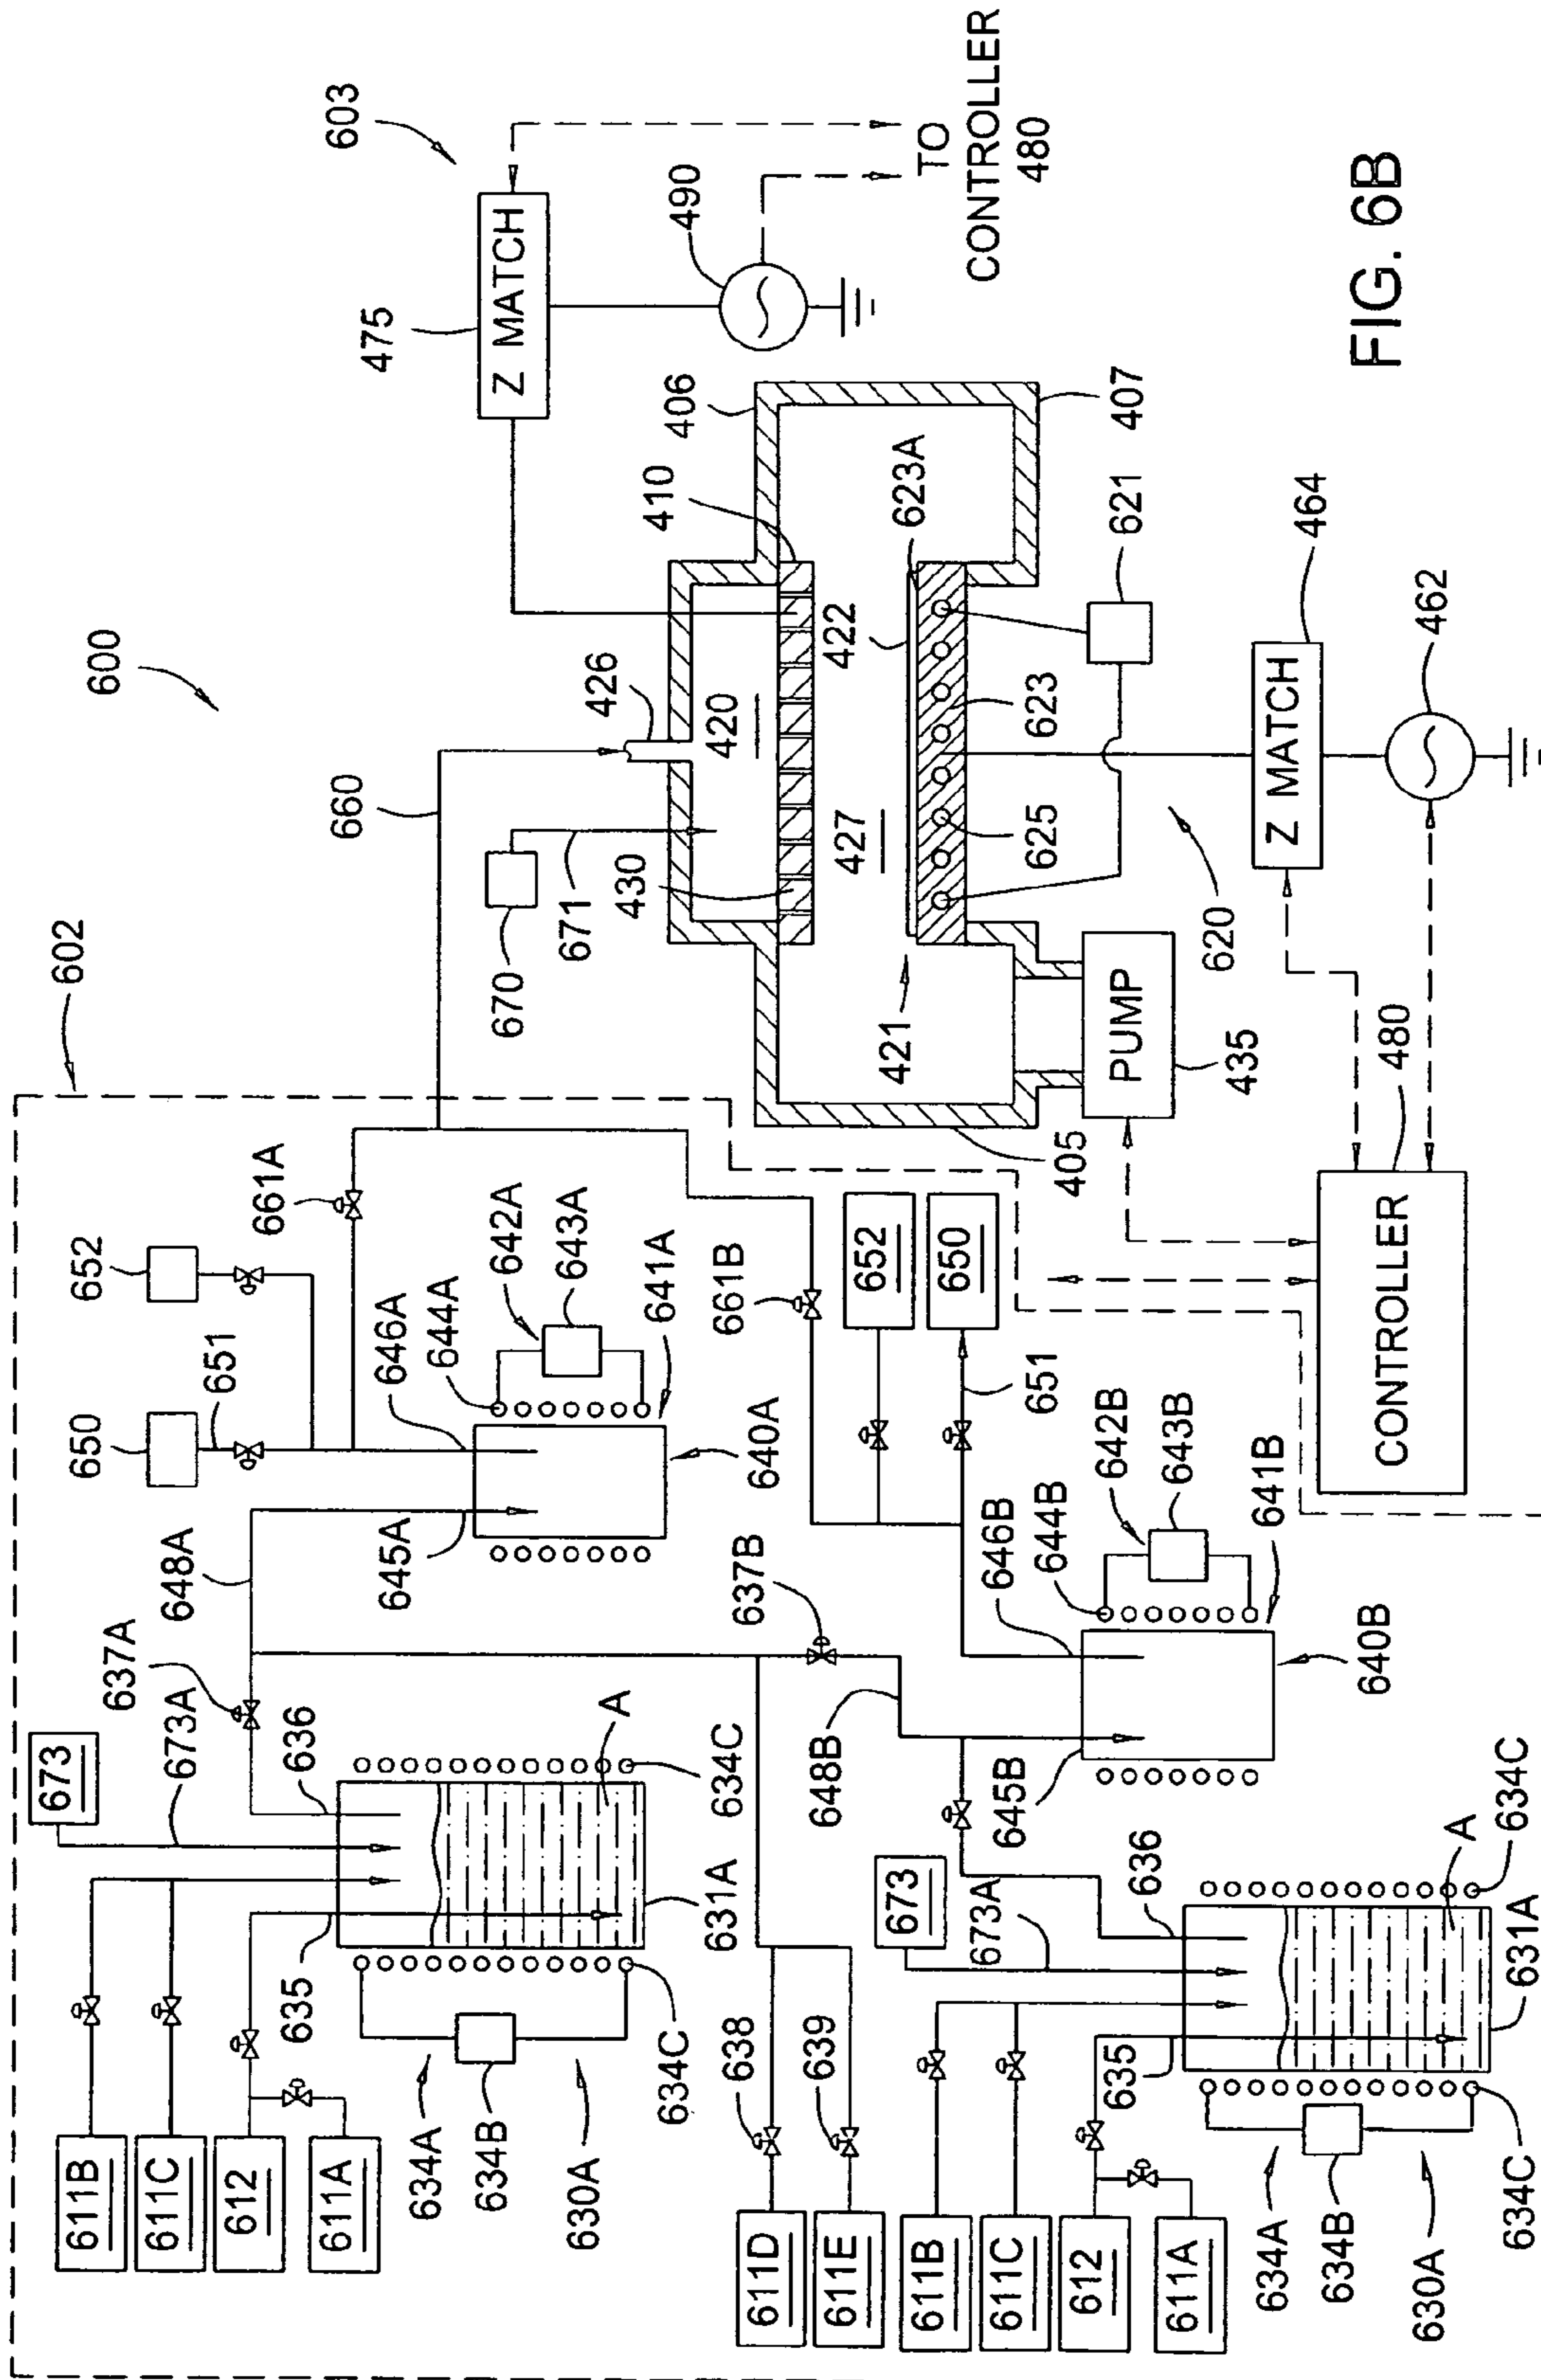 600
603
602
475
Z MATCH
490
TO
CONTROLLER
480
660
426
406
410
670
671
430
420
427
422
421
623A
407
623
625
621
620
405
PUMP
435
Z MATCH
464
462
CONTROLLER
480
652
650
651
661A
646A
645A
644A
642A
643A
641A
640A
648A
637A
673
673A
636
635
A
631A
634C
634C
634A
634B
630A
611B
611C
612
611A
661B
652
650
651
637B
648B
646B
645B
644B
642B
643B
641B
640B
638
639
611D
611E
673
673A
636
635
A
631A
634C
634C
634A
634B
630A
611B
611C
612
611A
FIG. 6B